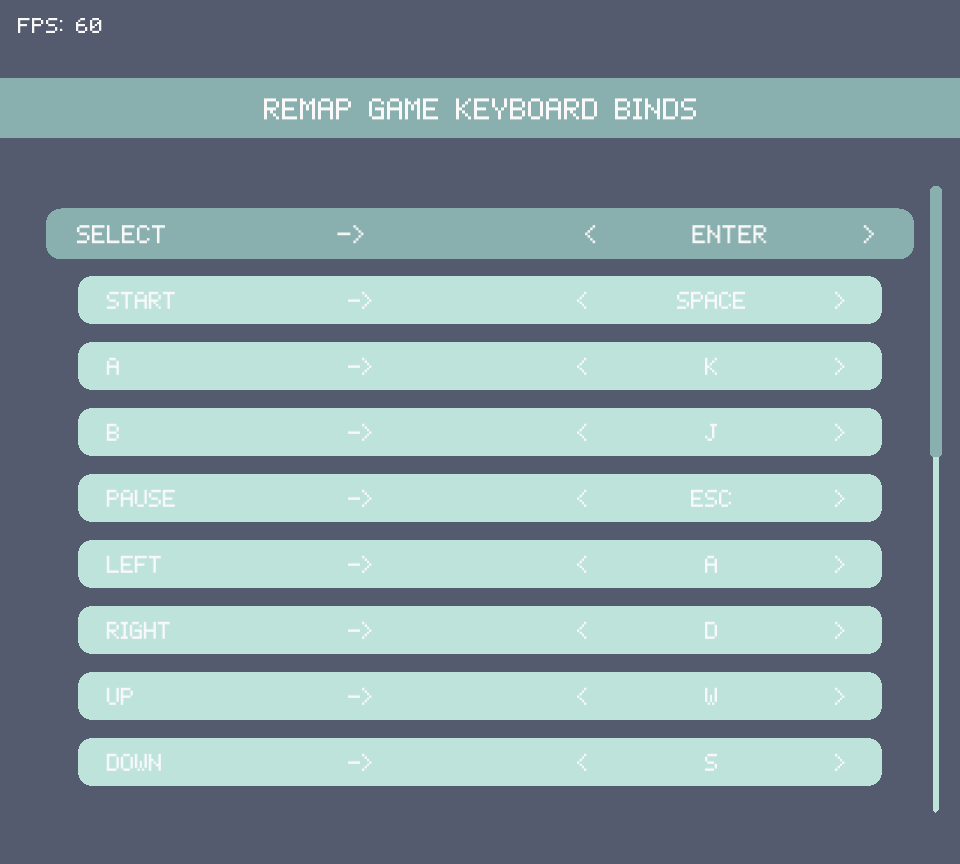 FPS: 60
REMAP GAME KEYBOARD BINDS
SELECT -> < ENTER >
START -> < SPACE >
A -> < K >
B -> < J >
PAUSE -> < ESC >
LEFT -> < A >
RIGHT -> < D >
UP -> < W >
DOWN -> < S >